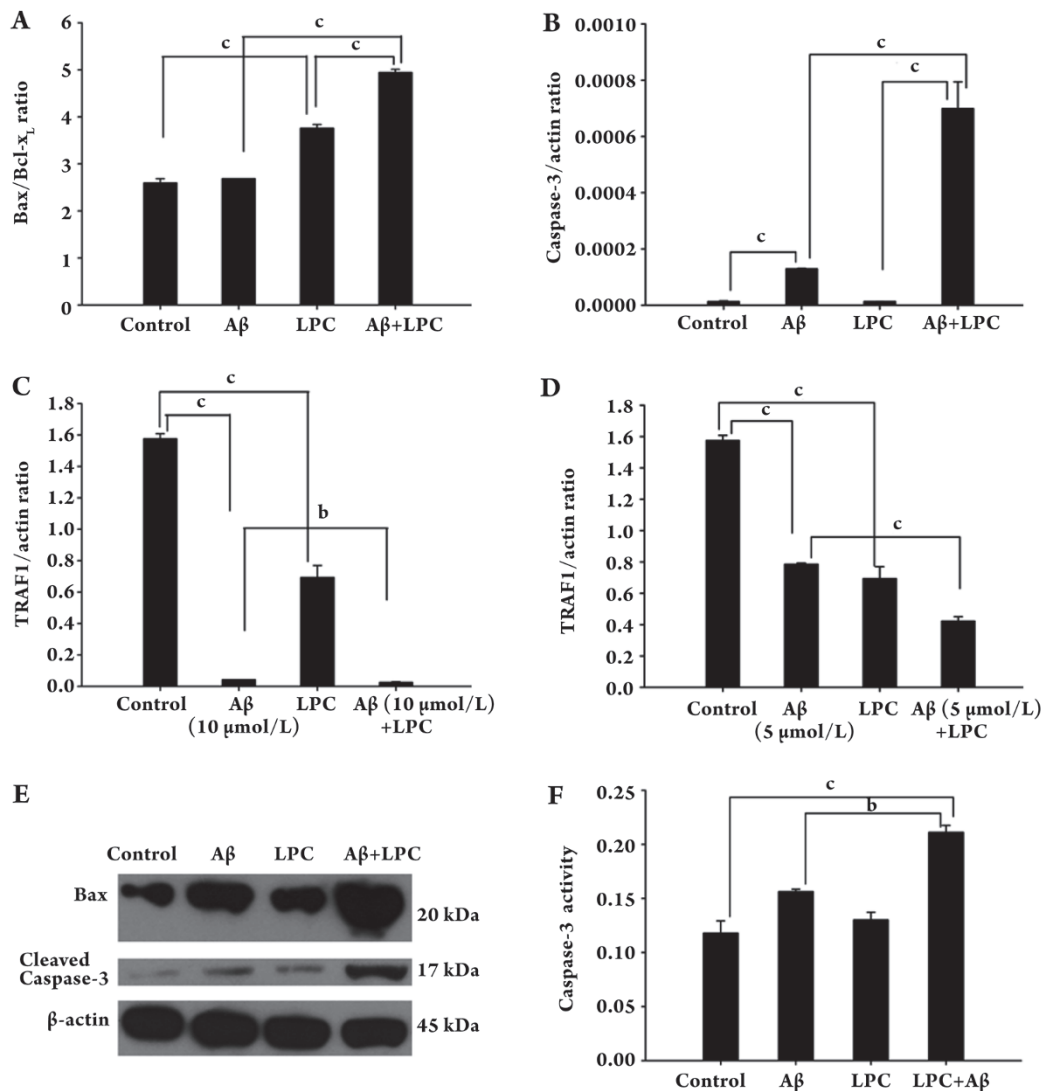 A
Bax/Bcl-xL ratio
6
5
4
3
2
1
0
c
c
c
Control Aβ LPC Aβ+LPC
B
Caspase-3/actin ratio
0.0010
0.0008
0.0006
0.0004
0.0002
0.0000
c
c
c
Control Aβ LPC Aβ+LPC
C
TRAF1/actin ratio
1.8
1.6
1.4
1.2
1.0
0.8
0.6
0.4
0.2
0.0
c
c
b
Control Aβ LPC Aβ (10 μmol/L)
(10 μmol/L) +LPC
D
TRAF1/actin ratio
1.8
1.6
1.4
1.2
1.0
0.8
0.6
0.4
0.2
0.0
c
c
c
Control Aβ LPC Aβ (5 μmol/L)
(5 μmol/L) +LPC
E
Control Aβ LPC Aβ+LPC
Bax
20 kDa
Cleaved
Caspase-3
17 kDa
β-actin
45 kDa
F
Caspase-3 activity
0.25
0.20
0.15
0.10
0.05
0.00
c
b
Control Aβ LPC LPC+Aβ